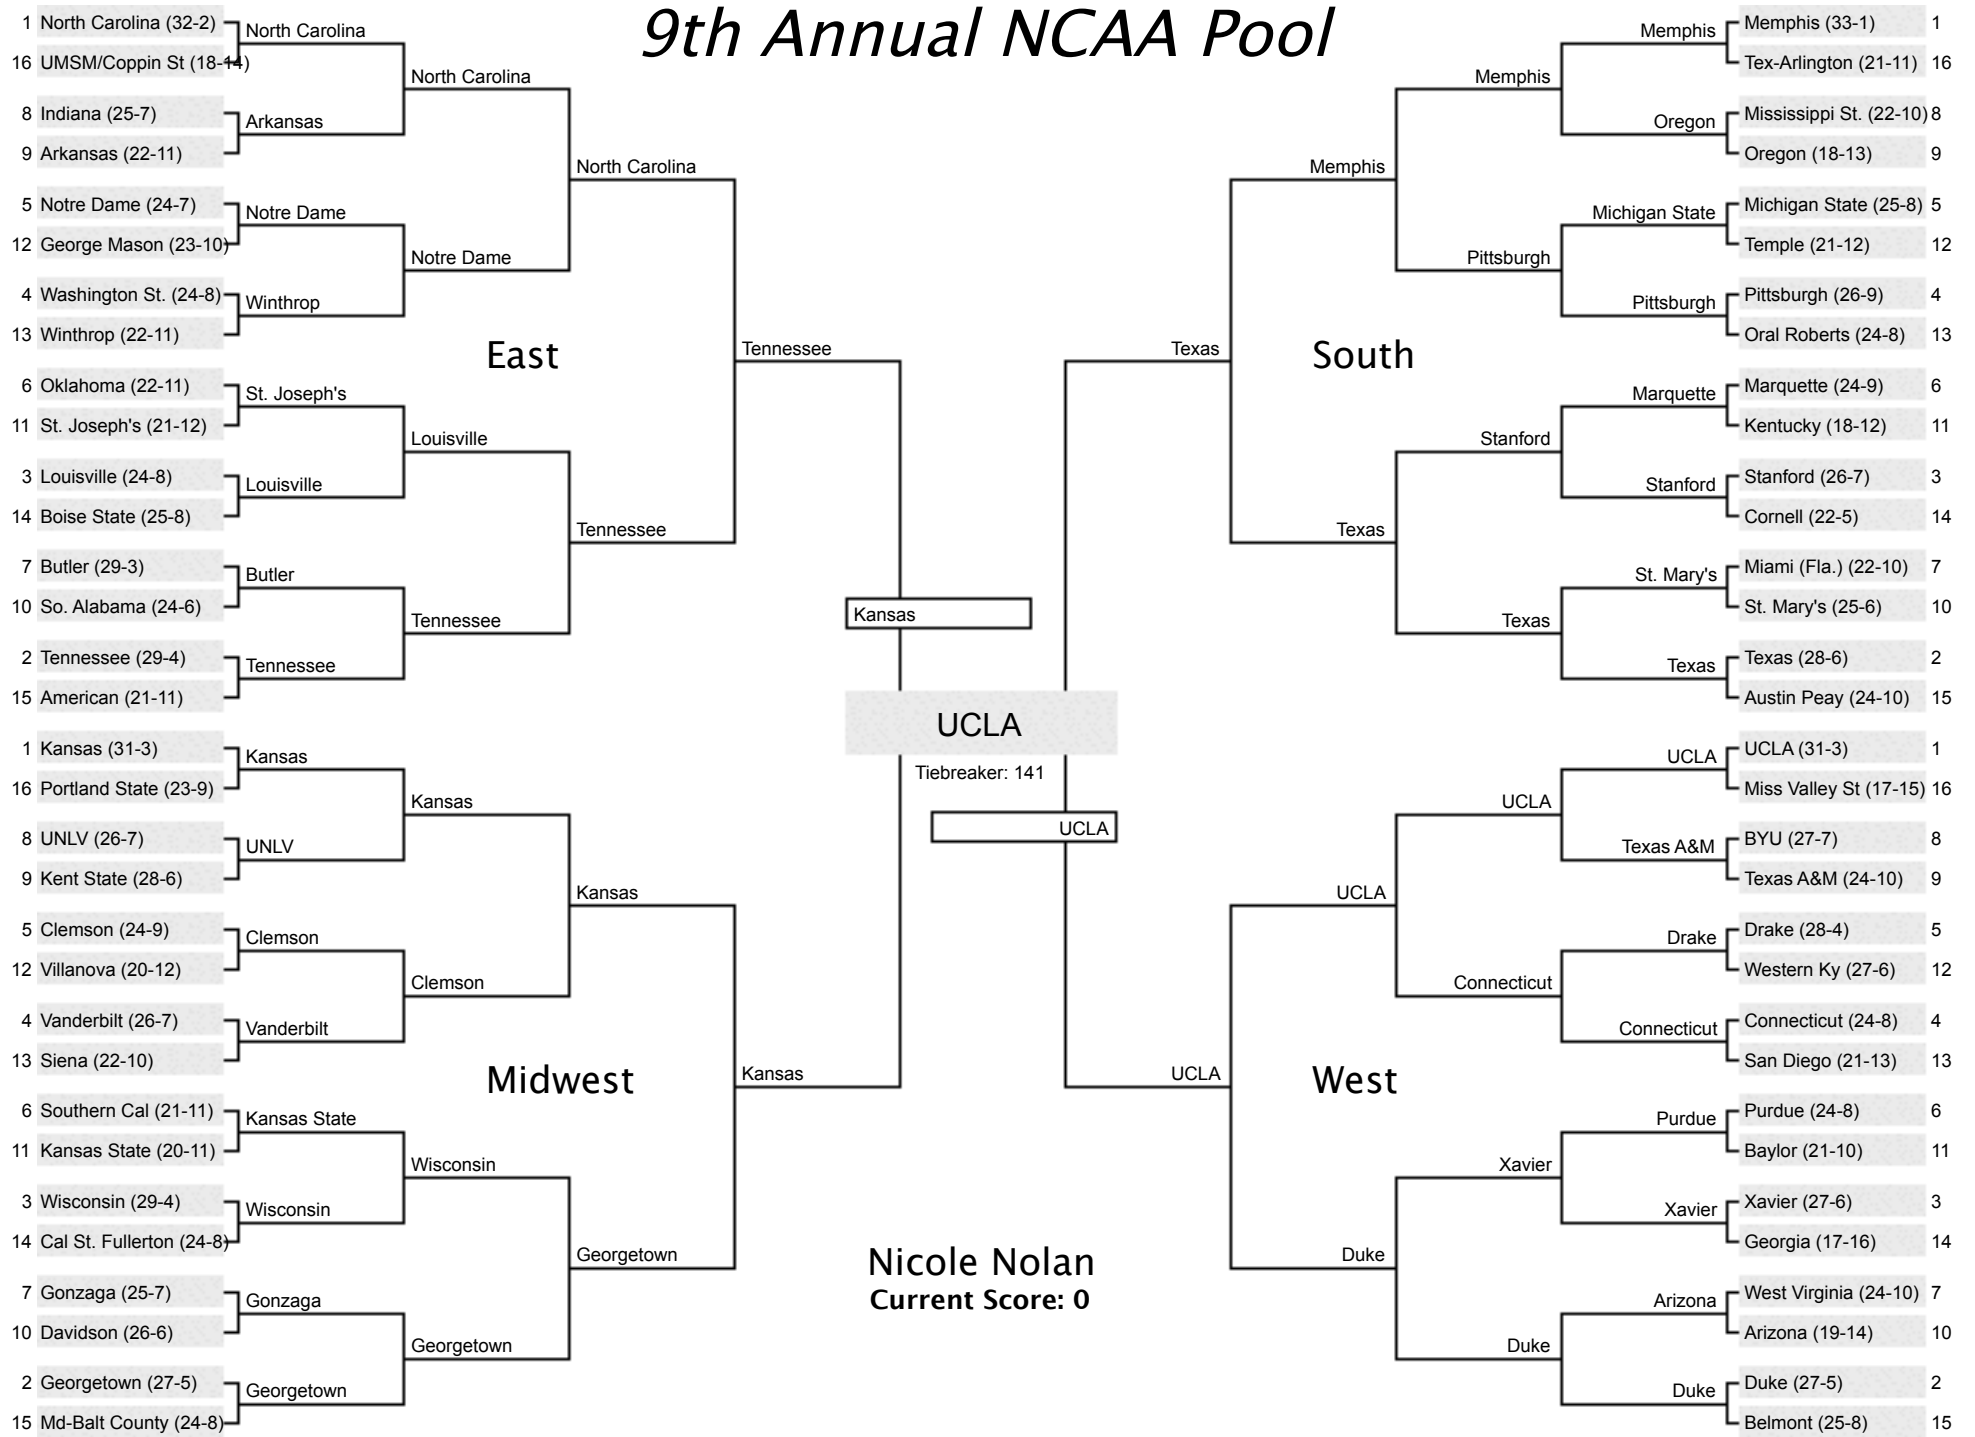 9th Annual NCAA Pool
1 North Carolina (32-2)
16 UMSM/Coppin St (18-14)
8 Indiana (25-7)
9 Arkansas (22-11)
5 Notre Dame (24-7)
12 George Mason (23-10)
4 Washington St. (24-8)
13 Winthrop (22-11)
6 Oklahoma (22-11)
11 St. Joseph's (21-12)
3 Louisville (24-8)
14 Boise State (25-8)
7 Butler (29-3)
10 So. Alabama (24-6)
2 Tennessee (29-4)
15 American (21-11)
North Carolina
Arkansas
Notre Dame
Winthrop
St. Joseph's
Louisville
Butler
Tennessee
North Carolina
Notre Dame
Louisville
Tennessee
North Carolina
Tennessee
Tennessee
East
1 Kansas (31-3)
16 Portland State (23-9)
8 UNLV (26-7)
9 Kent State (28-6)
5 Clemson (24-9)
12 Villanova (20-12)
4 Vanderbilt (26-7)
13 Siena (22-10)
6 Southern Cal (21-11)
11 Kansas State (20-11)
3 Wisconsin (29-4)
14 Cal St. Fullerton (24-8)
7 Gonzaga (25-7)
10 Davidson (26-6)
2 Georgetown (27-5)
15 Md-Balt County (24-8)
Kansas
UNLV
Clemson
Vanderbilt
Kansas State
Wisconsin
Gonzaga
Georgetown
Kansas
Clemson
Wisconsin
Georgetown
Kansas
Georgetown
Kansas
Midwest
Kansas
UCLA
Tiebreaker: 141
UCLA
Nicole Nolan
Current Score: 0
Memphis (33-1) 1
Tex-Arlington (21-11) 16
Mississippi St. (22-10) 8
Oregon (18-13) 9
Michigan State (25-8) 5
Temple (21-12) 12
Pittsburgh (26-9) 4
Oral Roberts (24-8) 13
Marquette (24-9) 6
Kentucky (18-12) 11
Stanford (26-7) 3
Cornell (22-5) 14
Miami (Fla.) (22-10) 7
St. Mary's (25-6) 10
Texas (28-6) 2
Austin Peay (24-10) 15
Memphis
Oregon
Michigan State
Pittsburgh
Marquette
Stanford
St. Mary's
Texas
Memphis
Pittsburgh
Stanford
Texas
Memphis
Texas
Texas
South
UCLA (31-3) 1
Miss Valley St (17-15) 16
BYU (27-7) 8
Texas A&M (24-10) 9
Drake (28-4) 5
Western Ky (27-6) 12
Connecticut (24-8) 4
San Diego (21-13) 13
Purdue (24-8) 6
Baylor (21-10) 11
Xavier (27-6) 3
Georgia (17-16) 14
West Virginia (24-10) 7
Arizona (19-14) 10
Duke (27-5) 2
Belmont (25-8) 15
UCLA
Texas A&M
Drake
Connecticut
Purdue
Xavier
Arizona
Duke
UCLA
Connecticut
Xavier
Duke
UCLA
Duke
UCLA
West